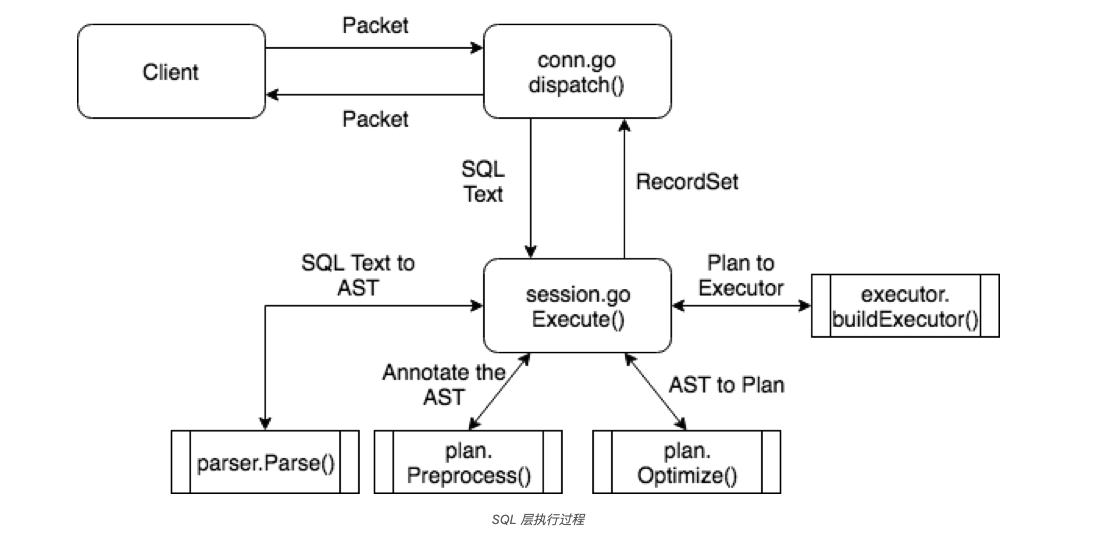 Packet
Client
conn.go
dispatch()
Packet
SQL
Text
RecordSet
SQL Text to
AST
Plan to
Executor
session.go
Execute()
executor.
buildExecutor()
Annotate the
AST
AST to Plan
parser.Parse()
plan.
Preprocess()
plan.
Optimize()
SQL 层执行过程